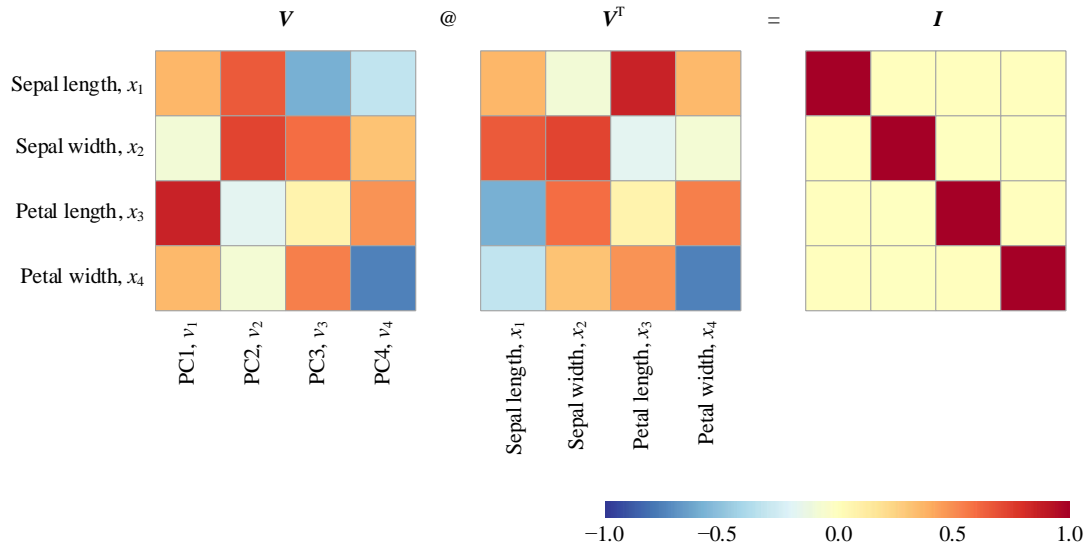 V @ Vᵀ = I
Sepal length, x₁
Sepal width, x₂
Petal length, x₃
Petal width, x₄
PC1, v₁
PC2, v₂
PC3, v₃
PC4, v₄
Sepal length, x₁
Sepal width, x₂
Petal length, x₃
Petal width, x₄
−1.0 −0.5 0.0 0.5 1.0